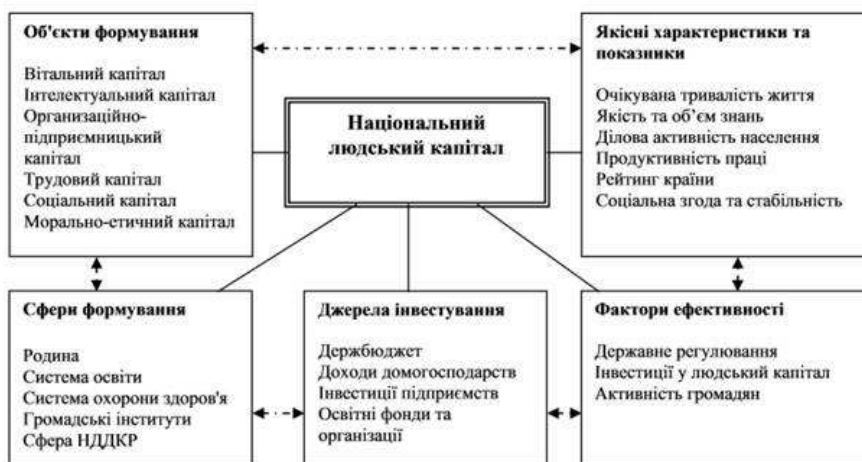 Об'єкти формування
Вітальний капітал
Інтелектуальний капітал
Організаційно-
підприємницький
капітал
Трудовий капітал
Соціальний капітал
Морально-етичний капітал
Національний
людський капітал
Якісні характеристики та
показники
Очікувана тривалість життя
Якість та об’єм знань
Ділова активність населення
Продуктивність праці
Рейтинг країни
Соціальна згода та стабільність
Сфери формування
Родина
Система освіти
Система охорони здоров'я
Громадські інститути
Сфера НДДКР
Джерела інвестування
Держбюджет
Доходи домогосподарств
Інвестиції підприємств
Освітні фонди та
організації
Фактори ефективності
Державне регулювання
Інвестиції у людський капітал
Активність громадян